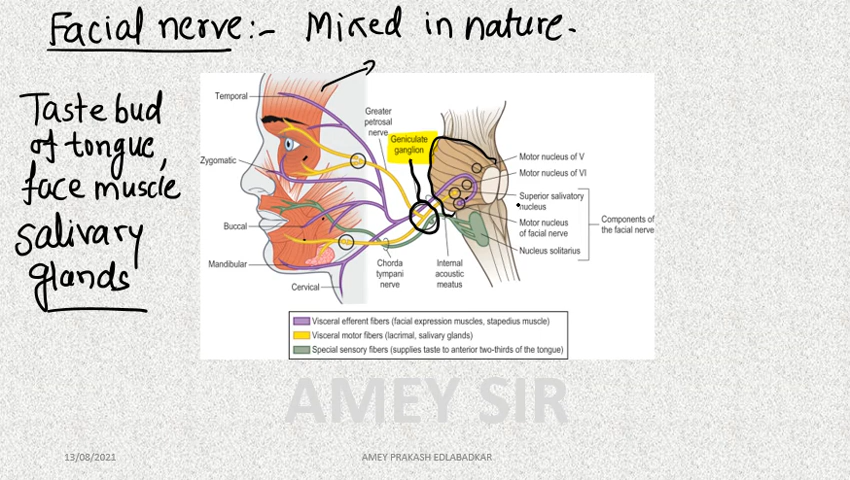 Facial nerve:- Mixed in nature.
Taste bud
of tongue,
face muscle
salivary
glands
Temporal
Greater
petrosal
nerve
Geniculate
ganglion
Zygomatic
Buccal
Mandibular
Cervical
Chorda
tympani
nerve
Internal
acoustic
meatus
Motor nucleus of V
Motor nucleus of VI
Superior salivatory
nucleus
Motor nucleus
of facial nerve
Nucleus solitarius
Components of
the facial nerve
Visceral efferent fibers (facial expression muscles, stapedius muscle)
Visceral motor fibers (lacrimal, salivary glands)
Special sensory fibers (supplies taste to anterior two-thirds of the tongue)
AMEY SIR
13/08/2021
AMEY PRAKASH EDLABADKAR